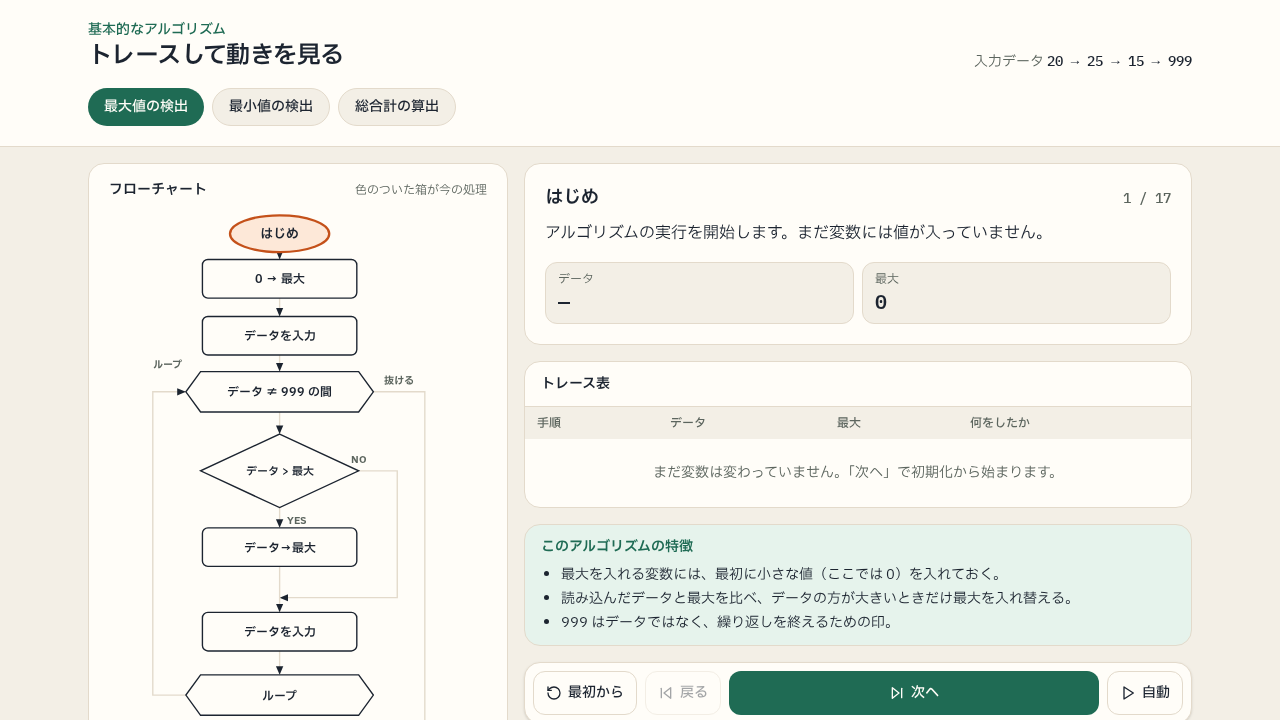 基本的なアルゴリズム
トレースして動きを見る
入力データ 20 → 25 → 15 → 999
最大値の検出
最小値の検出
総合計の算出
フローチャート
色のついた箱が今の処理
はじめ
0 → 最大
データを入力
ループ
データ ≠ 999 の間
抜ける
データ > 最大
NO
YES
データ→最大
データを入力
ループ
はじめ
1 / 17
アルゴリズムの実行を開始します。まだ変数には値が入っていません。
データ
—
最大
0
トレース表
手順 データ 最大 何をしたか
まだ変数は変わっていません。「次へ」で初期化から始まります。
このアルゴリズムの特徴
• 最大を入れる変数には、最初に小さな値（ここでは 0）を入れておく。
• 読み込んだデータと最大を比べ、データの方が大きいときだけ最大を入れ替える。
• 999 はデータではなく、繰り返しを終えるための印。
最初から
戻る
次へ
自動